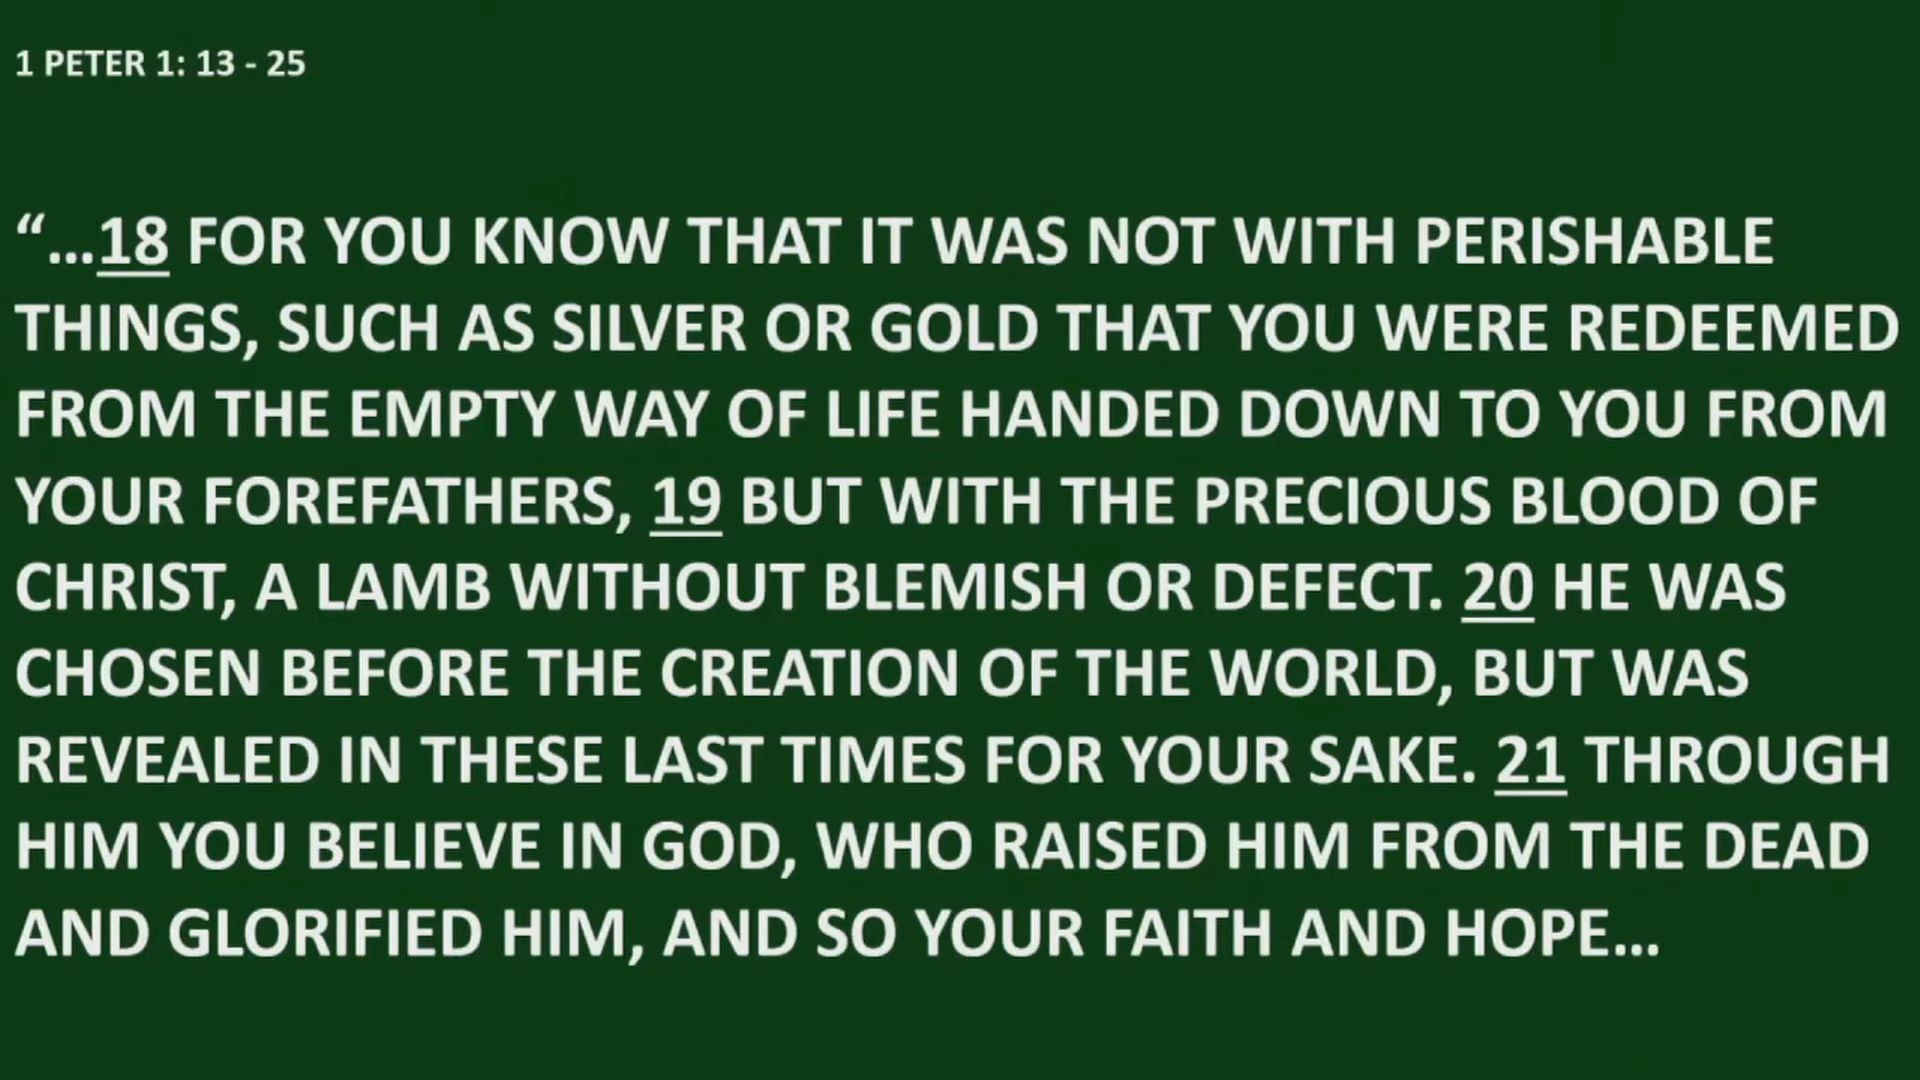 1 PETER 1: 13 - 25
“...18 FOR YOU KNOW THAT IT WAS NOT WITH PERISHABLE
THINGS, SUCH AS SILVER OR GOLD THAT YOU WERE REDEEMED
FROM THE EMPTY WAY OF LIFE HANDED DOWN TO YOU FROM
YOUR FOREFATHERS, 19 BUT WITH THE PRECIOUS BLOOD OF
CHRIST, A LAMB WITHOUT BLEMISH OR DEFECT. 20 HE WAS
CHOSEN BEFORE THE CREATION OF THE WORLD, BUT WAS
REVEALED IN THESE LAST TIMES FOR YOUR SAKE. 21 THROUGH
HIM YOU BELIEVE IN GOD, WHO RAISED HIM FROM THE DEAD
AND GLORIFIED HIM, AND SO YOUR FAITH AND HOPE...